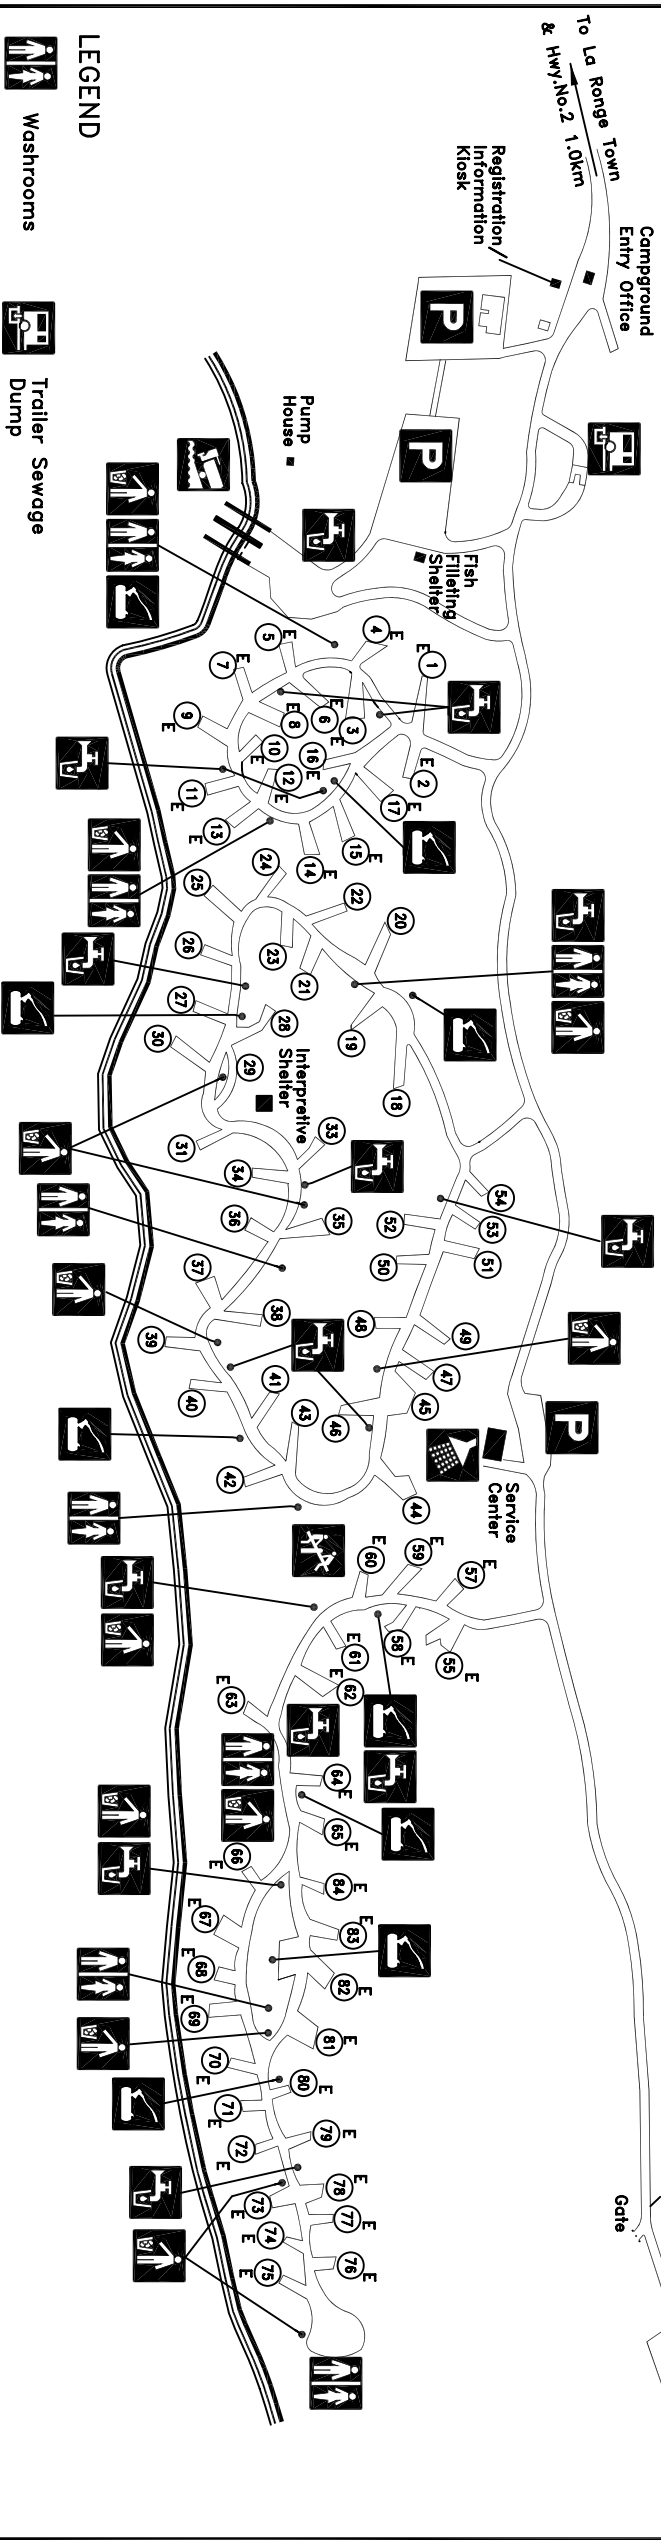 To La Ronge Town
& Hwy.No.2 1.0km
Campground
Entry Office
Registration
Information
Kiosk
P
P
Pump
House
Fish
Filleting
Shelter
LEGEND
Washrooms
Trailer Sewage
Dump
1 E
2 E
3 E
4 E
5 E
6 E
7 E
8 E
9 E
10 E
11 E
12 E
13 E
14 E
15 E
16 E
17 E
18
19
20
21
22
23
24
25
26
27
28
29
30
31
Interpretive
Shelter
33
34
35
36
37
38
39
40
41
42
43
44
45
46
47
48
49
50
51
52
53
54
P
Service
Center
55 E
57 E
58 E
59 E
60 E
61 E
62 E
63 E
64 E
65 E
66 E
67 E
68 E
69 E
70 E
71 E
72 E
73 E
74 E
75 E
76 E
77 E
78 E
79 E
80 E
81 E
82 E
83 E
84 E
Gate